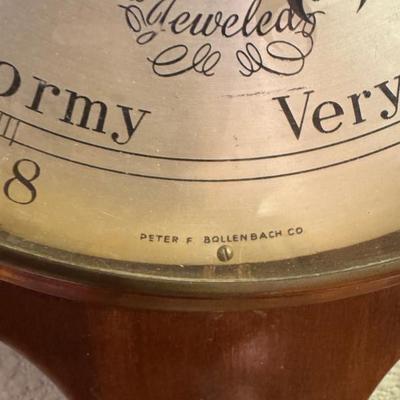 Jeweled
ormy Very
8
PETER F BOLLENBACH CO